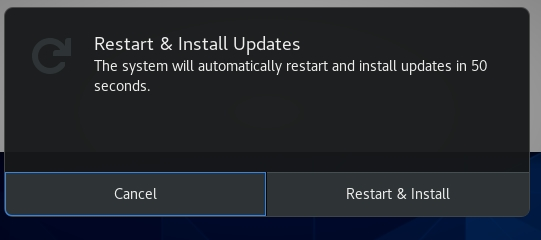 Restart & Install Updates
The system will automatically restart and install updates in 50
seconds.
Cancel
Restart & Install